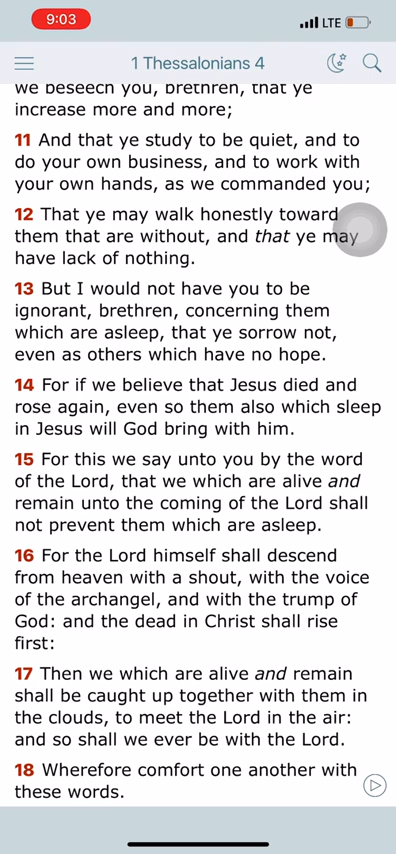 9:03
LTE
1 Thessalonians 4
we beseech you, brethren, that ye
increase more and more;
11 And that ye study to be quiet, and to
do your own business, and to work with
your own hands, as we commanded you;
12 That ye may walk honestly toward
them that are without, and that ye may
have lack of nothing.
13 But I would not have you to be
ignorant, brethren, concerning them
which are asleep, that ye sorrow not,
even as others which have no hope.
14 For if we believe that Jesus died and
rose again, even so them also which sleep
in Jesus will God bring with him.
15 For this we say unto you by the word
of the Lord, that we which are alive and
remain unto the coming of the Lord shall
not prevent them which are asleep.
16 For the Lord himself shall descend
from heaven with a shout, with the voice
of the archangel, and with the trump of
God: and the dead in Christ shall rise
first:
17 Then we which are alive and remain
shall be caught up together with them in
the clouds, to meet the Lord in the air:
and so shall we ever be with the Lord.
18 Wherefore comfort one another with
these words.